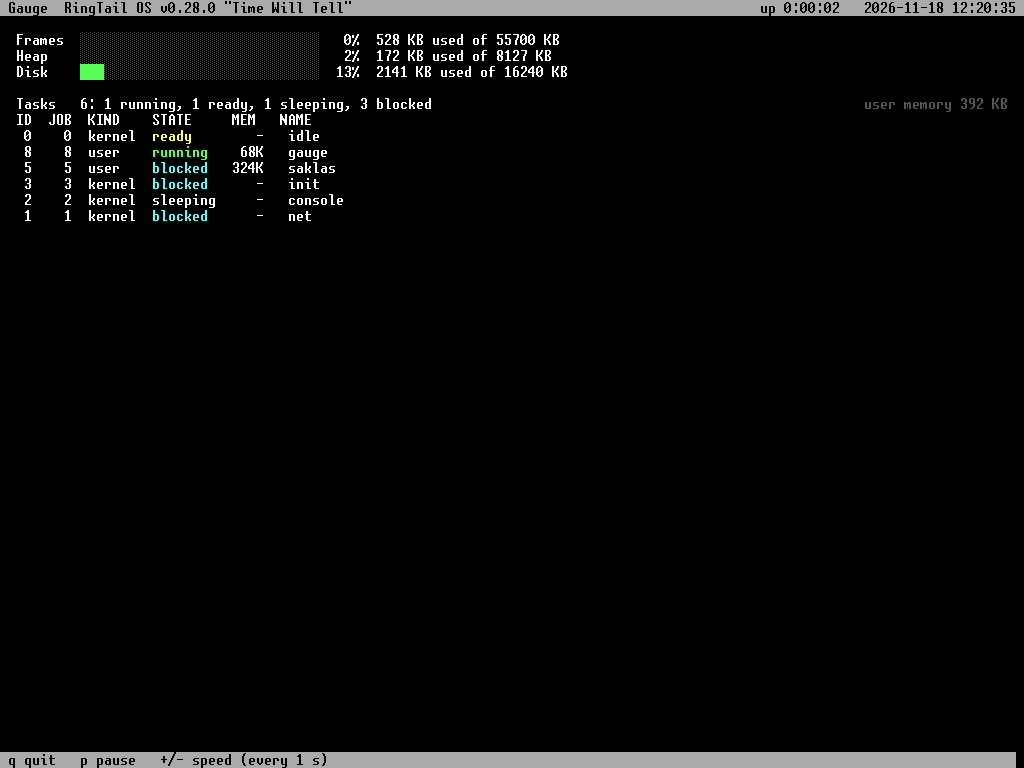 Gauge  RingTail OS v0.28.0 "Time Will Tell"  up 0:00:02  2026-11-18 12:20:35
Frames  0%  528 KB used of 55700 KB
Heap  2%  172 KB used of 8127 KB
Disk  13%  2141 KB used of 16240 KB
Tasks  6: 1 running, 1 ready, 1 sleeping, 3 blocked  user memory 392 KB
ID  JOB  KIND  STATE  MEM  NAME
0  0  kernel  ready  -  idle
8  8  user  running  68K  gauge
5  5  user  blocked  324K  saklas
3  3  kernel  blocked  -  init
2  2  kernel  sleeping  -  console
1  1  kernel  blocked  -  net
q quit  p pause  +/- speed (every 1 s)